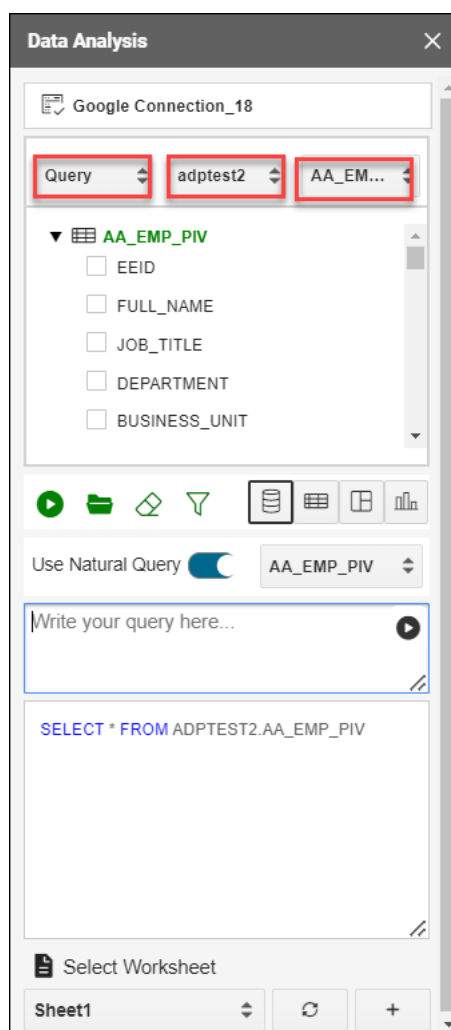 Data Analysis
Google Connection_18
Query adptest2 AA_EM...
AA_EMP_PIV
EEID
FULL_NAME
JOB_TITLE
DEPARTMENT
BUSINESS_UNIT
Use Natural Query AA_EMP_PIV
Write your query here...
SELECT * FROM ADPTEST2.AA_EMP_PIV
Select Worksheet
Sheet1 +